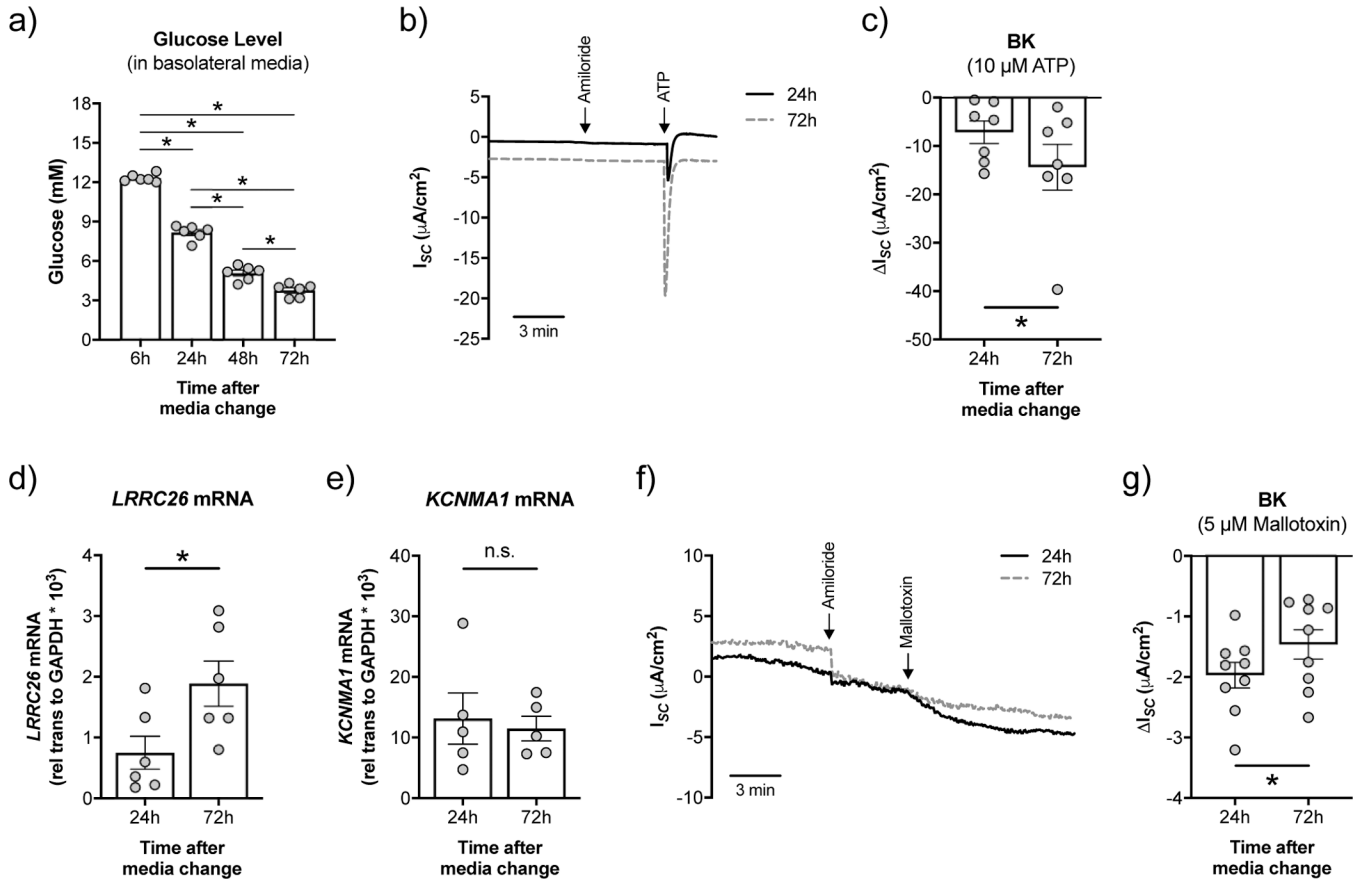 a)
Glucose Level
(in basolateral media)
Glucose (mM)
18
15
12
9
6
3
0
* * * * * *
6h 24h 48h 72h
Time after
media change
b)
Amiloride
ATP
24h
72h
I_SC (µA/cm²)
5
0
-5
-10
-15
-20
-25
3 min
c)
BK
(10 µM ATP)
ΔI_SC (µA/cm²)
0
-10
-20
-30
-40
-50
*
24h 72h
Time after
media change
d)
LRRC26 mRNA
LRRC26 mRNA
(rel trans to GAPDH * 10³)
4
3
2
1
0
*
24h 72h
Time after
media change
e)
KCNMA1 mRNA
KCNMA1 mRNA
(rel trans to GAPDH * 10³)
40
30
20
10
0
n.s.
24h 72h
Time after
media change
f)
Amiloride
Mallotoxin
24h
72h
I_SC (µA/cm²)
10
5
0
-5
-10
3 min
g)
BK
(5 µM Mallotoxin)
ΔI_SC (µA/cm²)
0
-1
-2
-3
-4
*
24h 72h
Time after
media change